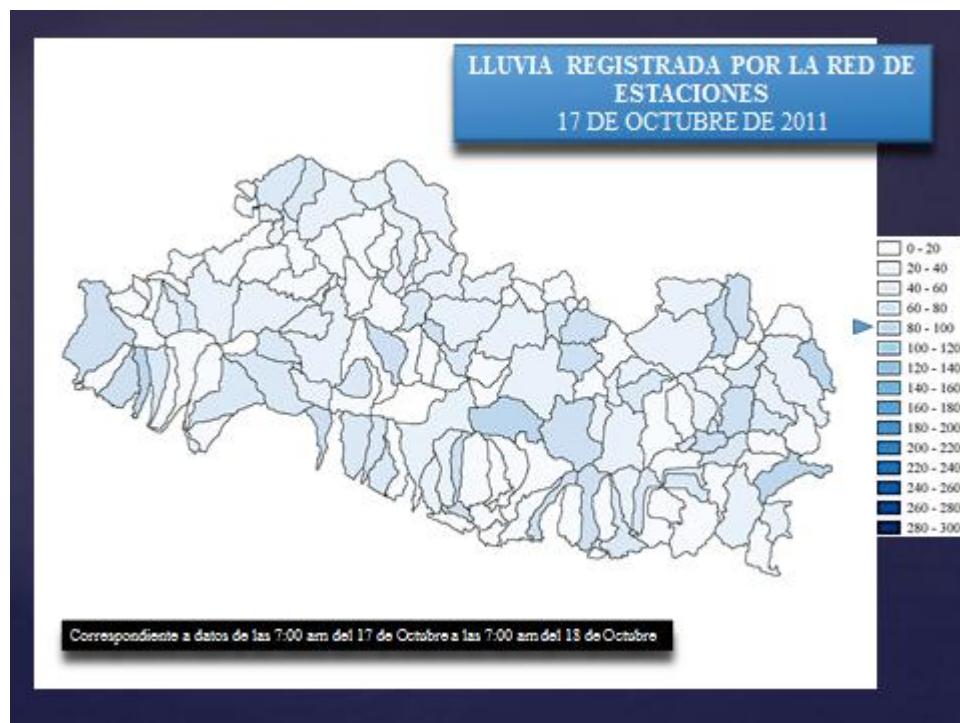 LLUVIA REGISTRADA POR LA RED DE
ESTACIONES
17 DE OCTUBRE DE 2011
0 - 20
20 - 40
40 - 60
60 - 80
80 - 100
100 - 120
120 - 140
140 - 160
160 - 180
180 - 200
200 - 220
220 - 240
240 - 260
260 - 280
280 - 300
Correspondiente a datos de las 7:00 am del 17 de Octubre a las 7:00 am del 18 de Octubre